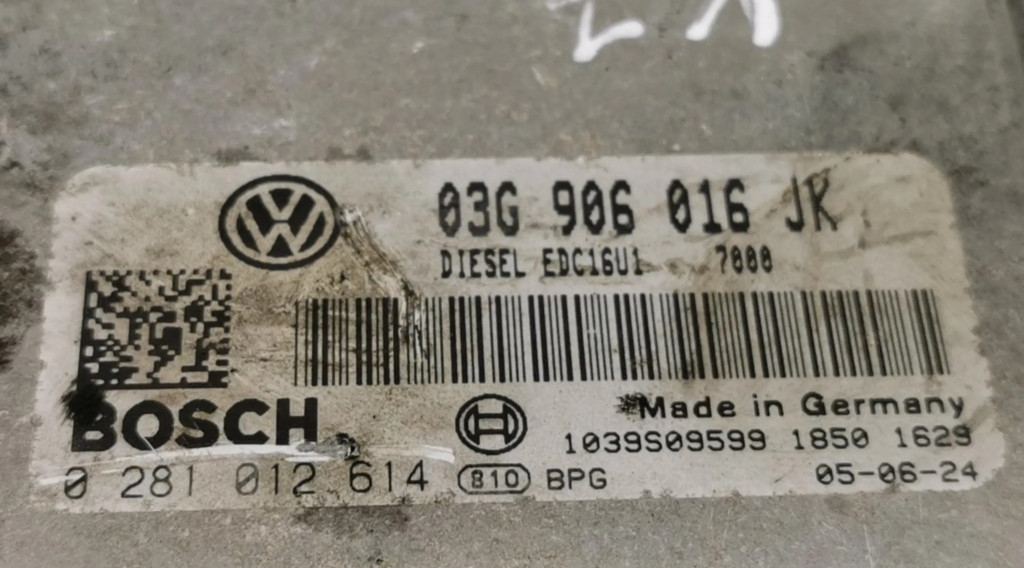 03G 906 016 JK
DIESEL EDC16U1 7000
BOSCH
Made in Germany
1039S09599 1850 1629
0 281 012 614 810 BPG 05-06-24